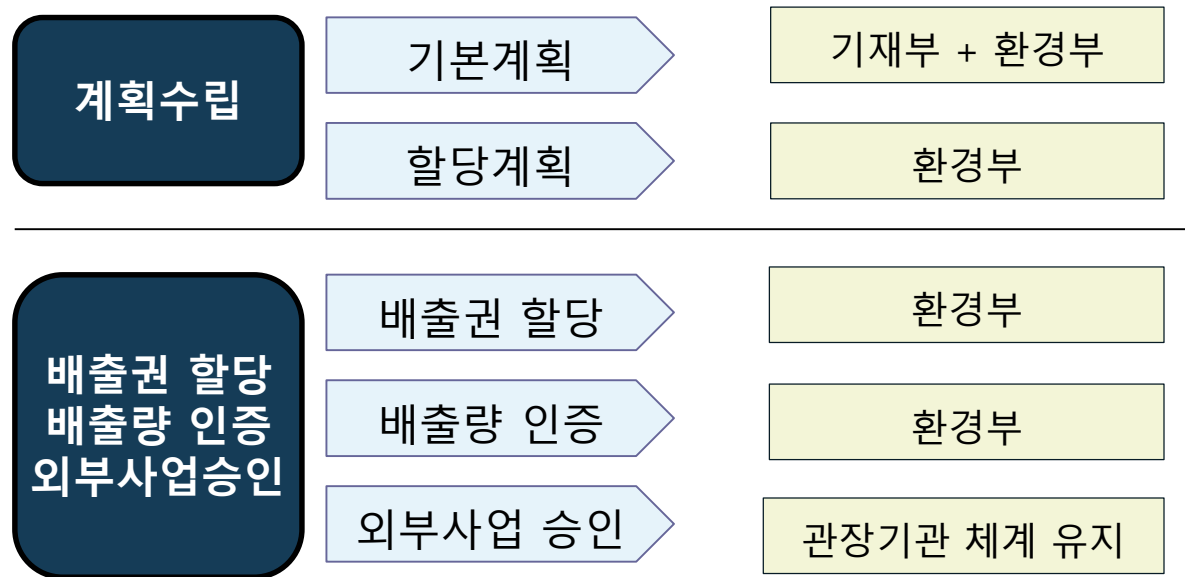 계획수립
기본계획
기재부 + 환경부
할당계획
환경부
배출권 할당
배출량 인증
외부사업승인
배출권 할당
환경부
배출량 인증
환경부
외부사업 승인
관장기관 체계 유지